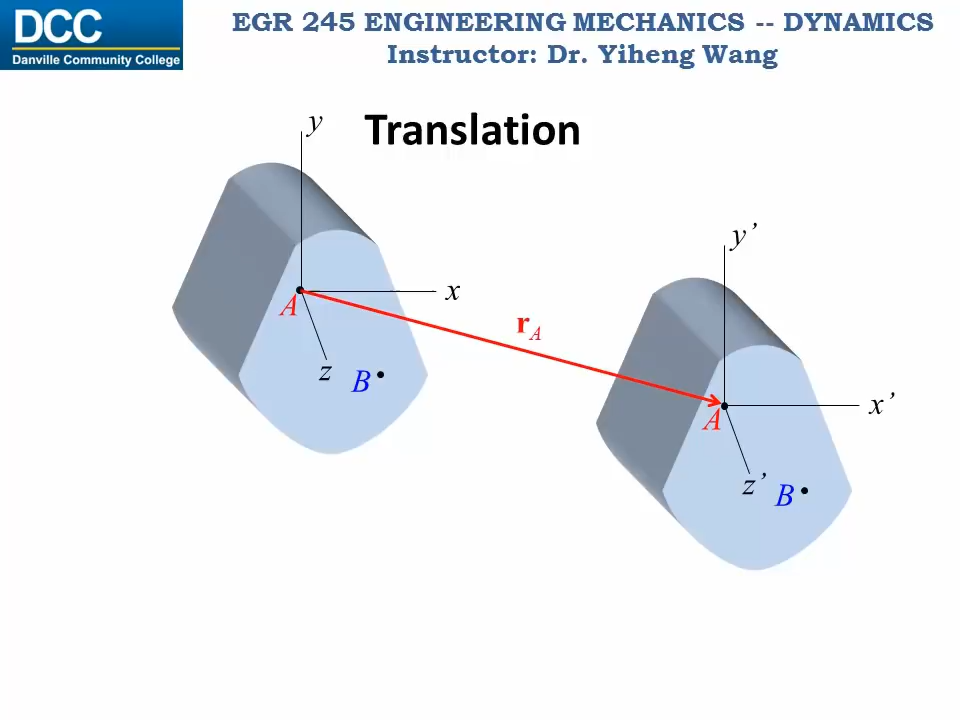 DCC
Danville Community College
EGR 245 ENGINEERING MECHANICS -- DYNAMICS
Instructor: Dr. Yiheng Wang
Translation
y
x
A
z
B
r_A
y’
x’
A
z’
B